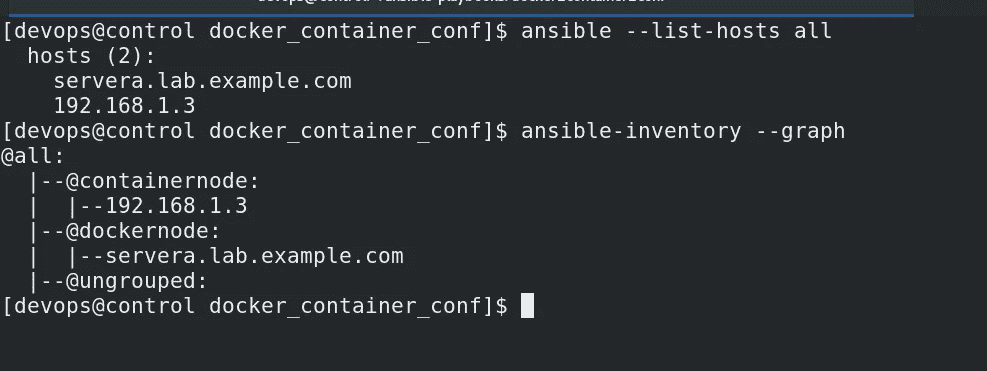 [devops@control docker_container_conf]$ ansible --list-hosts all
  hosts (2):
    servera.lab.example.com
    192.168.1.3
[devops@control docker_container_conf]$ ansible-inventory --graph
@all:
  |--@containernode:
  |  |--192.168.1.3
  |--@dockernode:
  |  |--servera.lab.example.com
  |--@ungrouped:
[devops@control docker_container_conf]$